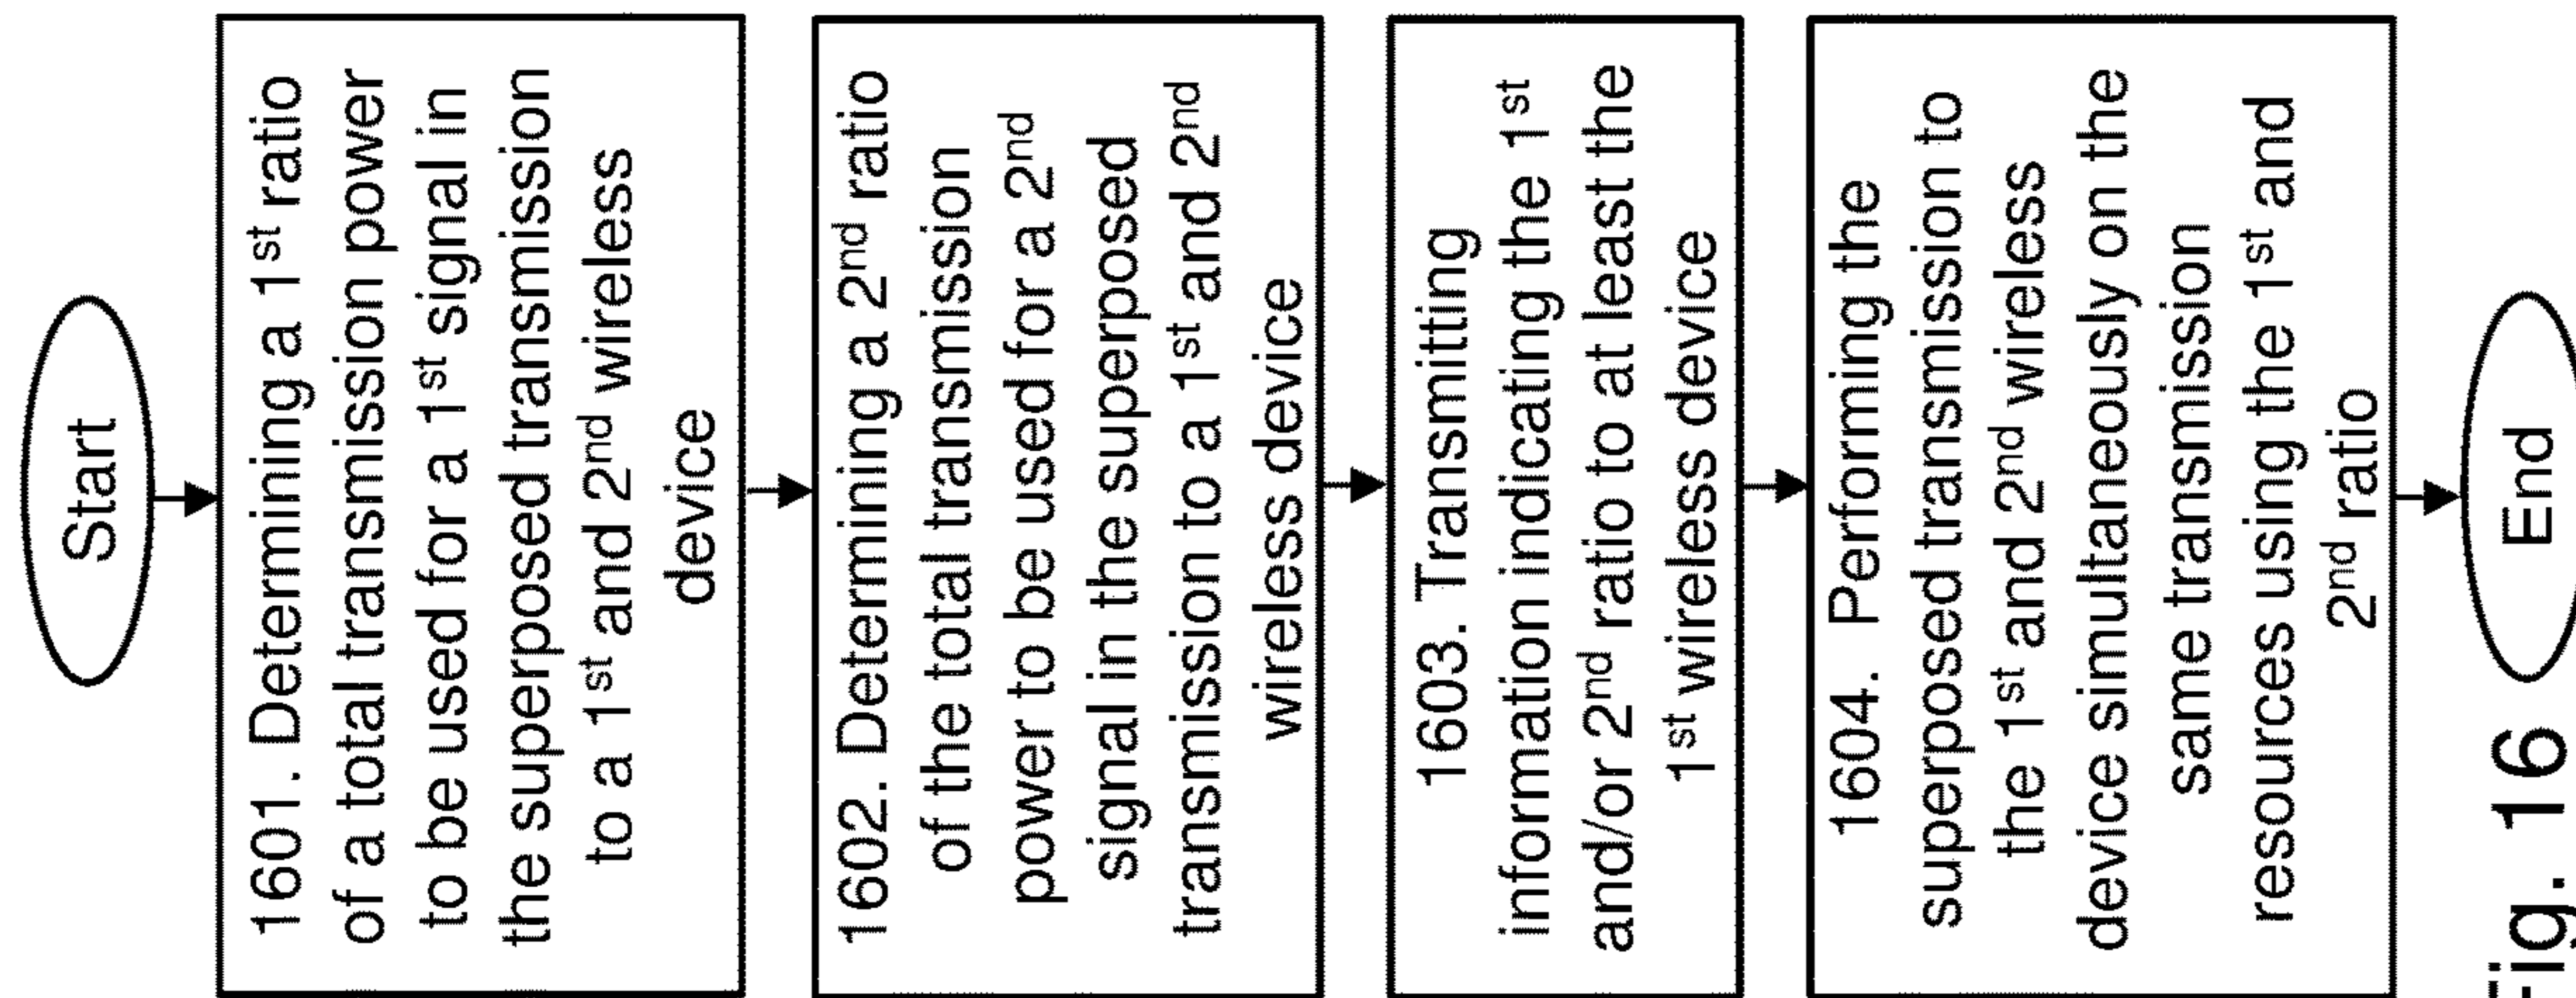 Start
1601. Determining a 1st ratio
of a total transmission power
to be used for a 1st signal in
the superposed transmission
to a 1st and 2nd wireless
device
1602. Determining a 2nd ratio
of the total transmission
power to be used for a 2nd
signal in the superposed
transmission to a 1st and 2nd
wireless device
1603. Transmitting
information indicating the 1st
and/or 2nd ratio to at least the
1st wireless device
1604. Performing the
superposed transmission to
the 1st and 2nd wireless
device simultaneously on the
same transmission
resources using the 1st and
2nd ratio
End
Fig. 16